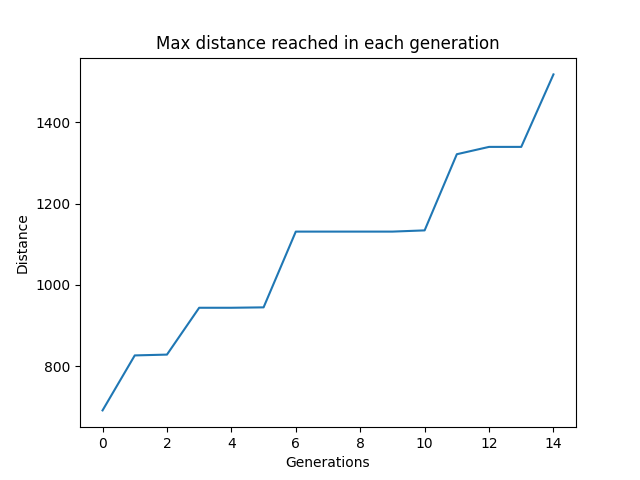 Max distance reached in each generation
1400
1200
1000
800
Distance
0 2 4 6 8 10 12 14
Generations